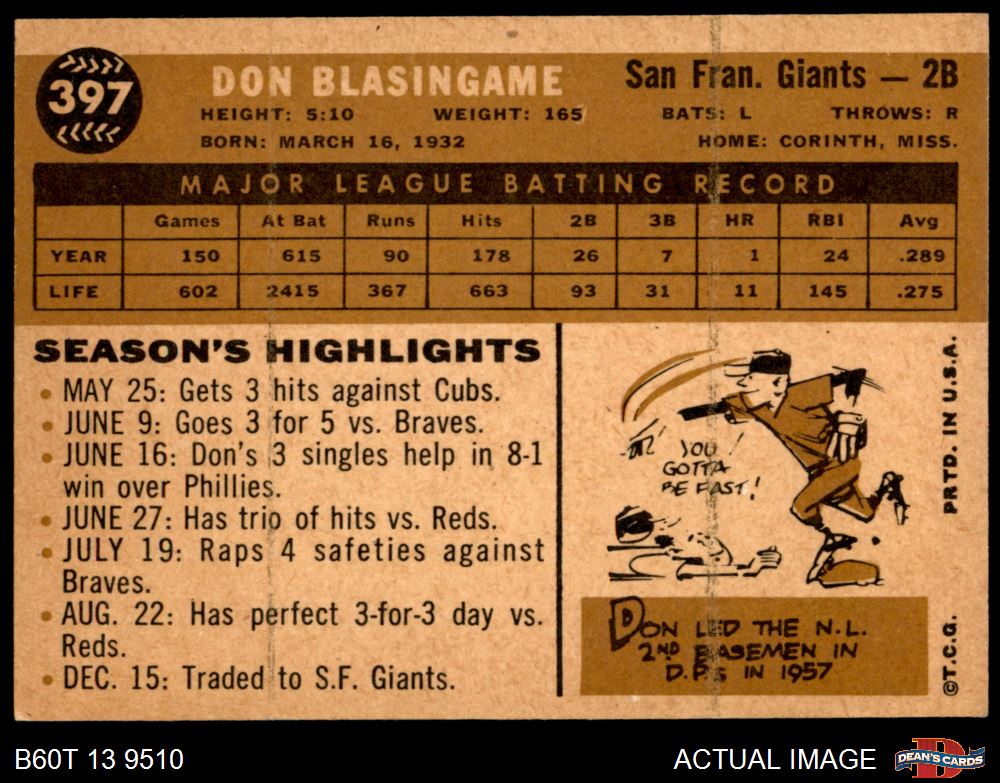 397
DON BLASINGAME
San Fran. Giants — 2B
HEIGHT: 5:10 WEIGHT: 165 BATS: L THROWS: R
BORN: MARCH 16, 1932 HOME: CORINTH, MISS.
MAJOR LEAGUE BATTING RECORD
Games At Bat Runs Hits 2B 3B HR RBI Avg
YEAR 150 615 90 178 26 7 1 24 .289
LIFE 602 2415 367 663 93 31 11 145 .275
SEASON'S HIGHLIGHTS
• MAY 25: Gets 3 hits against Cubs.
• JUNE 9: Goes 3 for 5 vs. Braves.
• JUNE 16: Don's 3 singles help in 8-1
win over Phillies.
• JUNE 27: Has trio of hits vs. Reds.
• JULY 19: Raps 4 safeties against
Braves.
• AUG. 22: Has perfect 3-for-3 day vs.
Reds.
• DEC. 15: Traded to S.F. Giants.
YOU
GOTTA
BE FAST!
DON LED THE N.L.
2ND BASEMEN IN
D.P.'s IN 1957
©T.C.G. PRTD. IN U.S.A.
B60T 13 9510
ACTUAL IMAGE
D
DEAN'S CARDS